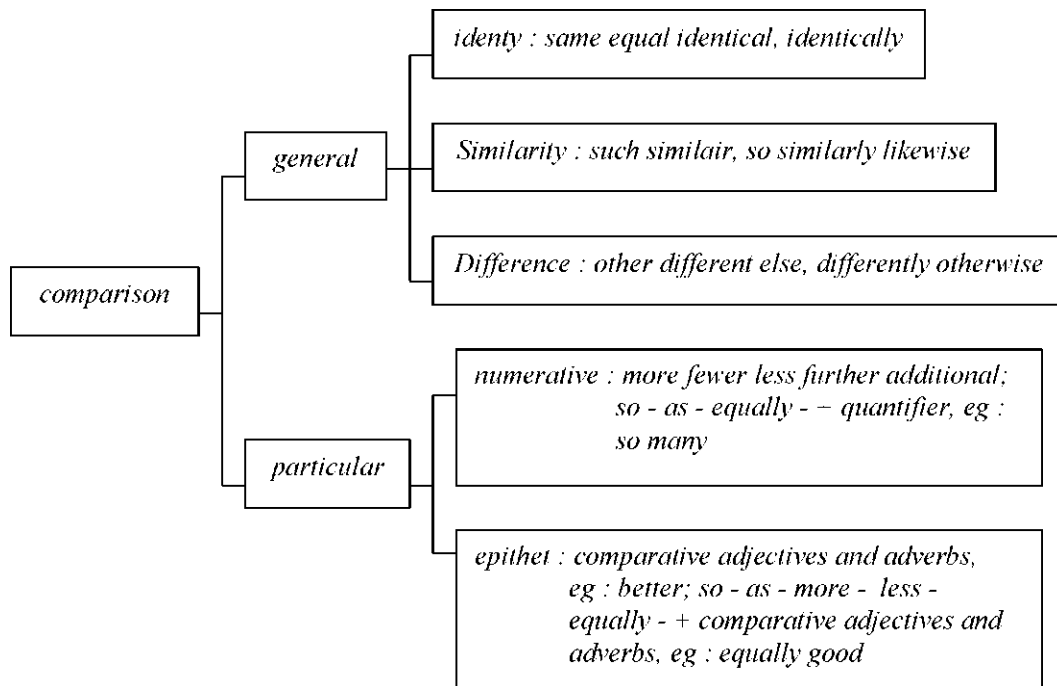 identy : same equal identical, identically
general
Similarity : such similair, so similarly likewise
Difference : other different else, differently otherwise
comparison
numerative : more fewer less further additional;
so - as - equally - + quantifier, eg :
so many
particular
epithet : comparative adjectives and adverbs,
eg : better; so - as - more - less -
equally - + comparative adjectives and
adverbs, eg : equally good